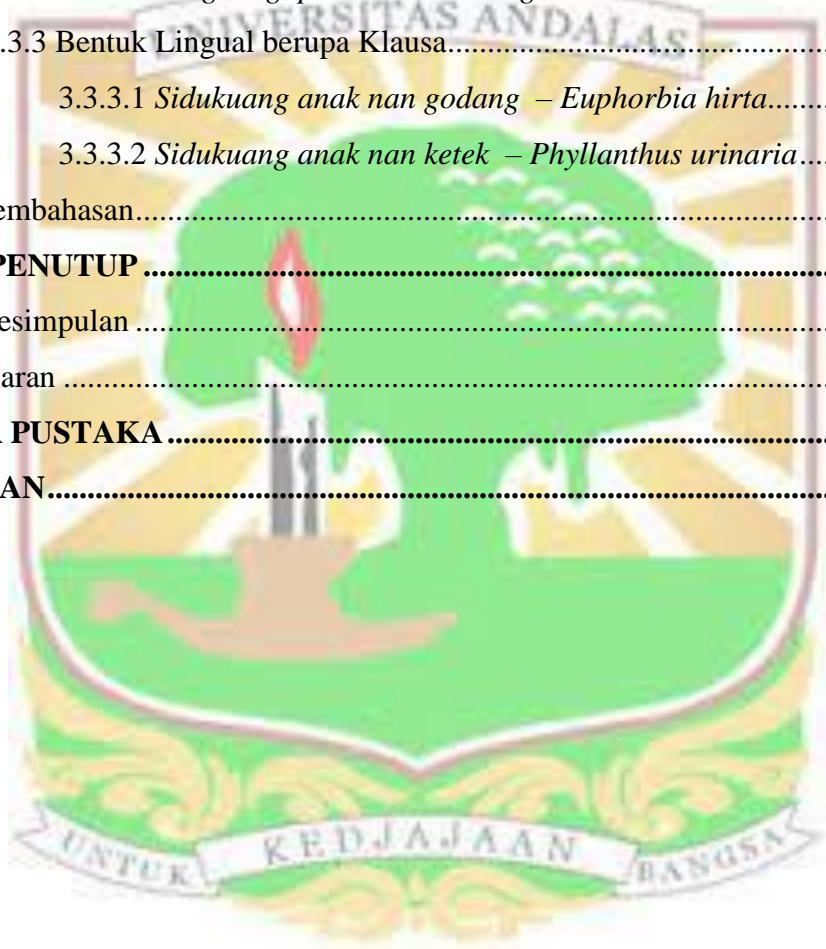 UNIVERSITAS ANDALAS
.3.3 Bentuk Lingual berupa Klausa
3.3.3.1 Sidukuang anak nan godang – Euphorbia hirta
3.3.3.2 Sidukuang anak nan ketek – Phyllanthus urinaria
embahasan
PENUTUP
esimpulan
aran
PUSTAKA
AN
UNTUK KEDJAJAAN BANGSA